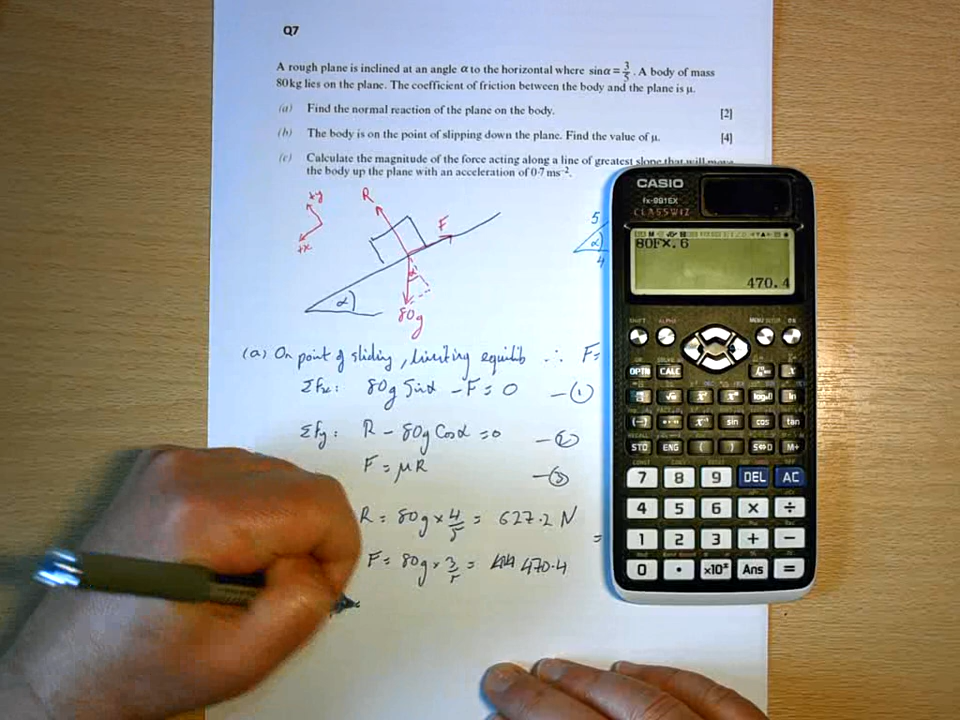 Q7
A rough plane is inclined at an angle α to the horizontal where sinα = 3/5. A body of mass
80kg lies on the plane. The coefficient of friction between the body and the plane is μ.
(a) Find the normal reaction of the plane on the body. [2]
(b) The body is on the point of slipping down the plane. Find the value of μ. [4]
(c) Calculate the magnitude of the force acting along a line of greatest slope that will move
the body up the plane with an acceleration of 0·7 ms⁻².
+y
+x
R
F
α
α
80g
5
α
4
(a) On point of sliding, limiting equilib ∴ F=
ΣFx: 80g Sinα - F = 0 - ①
ΣFy: R - 80g Cosα = 0 - ②
F = μR - ③
R = 80g × 4/5 = 627.2 N
=
F = 80g × 3/5 = 470.4
CASIO
fx-991EX
CLASSWIZ
470.4
SHIFT ALPHA MENU SETUP ON
OPTN CALC x
log ln
(-) sin cos tan
STO ENG ( ) S⇔D M+
7 8 9 DEL AC
4 5 6 × ÷
1 2 3 + −
0 • ×10ˣ Ans =